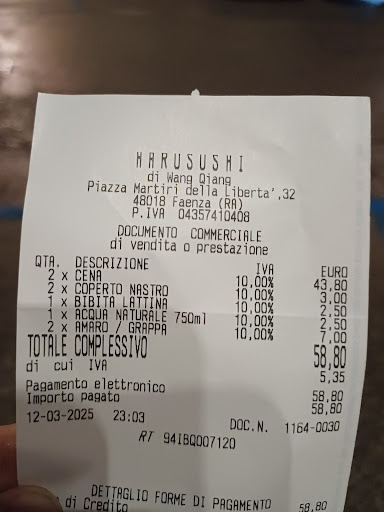 MARUSUSHI
di Wang Qiang
Piazza Martiri della Liberta',32
48018 Faenza (RA)
P.IVA 04357410408
DOCUMENTO COMMERCIALE
di vendita o prestazione
QTA. DESCRIZIONE IVA EURO
2 x CENA 10,00% 43,80
2 x COPERTO NASTRO 10,00% 3,00
1 x BIBITA LATTINA 10,00% 2,50
1 x ACQUA NATURALE 750ml 10,00% 2,50
2 x AMARO / GRAPPA 10,00% 7,00
TOTALE COMPLESSIVO 58,80
di cui IVA 5,35
Pagamento elettronico 58,80
Importo pagato 58,80
12-03-2025 23:03 DOC.N. 1164-0030
RT 94IBQ007120
DETTAGLIO FORME DI PAGAMENTO
di Credito 58,80